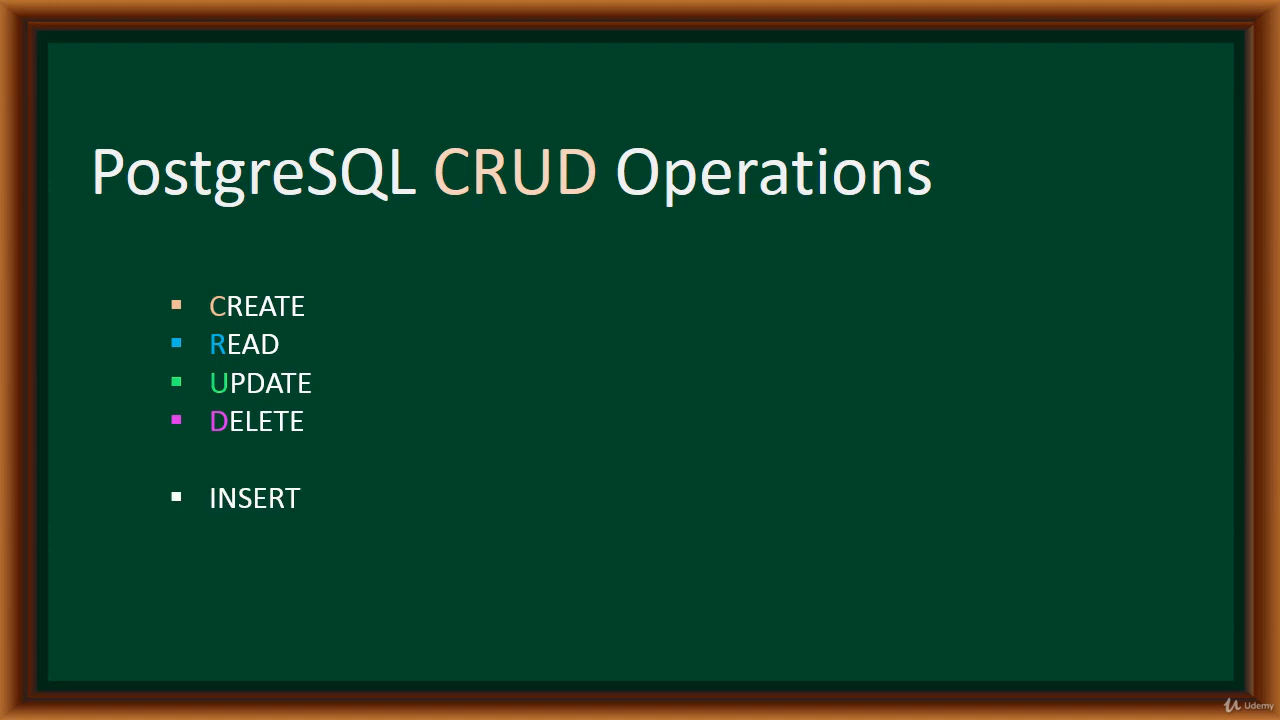 PostgreSQL CRUD Operations
▪ CREATE
▪ READ
▪ UPDATE
▪ DELETE
▪ INSERT
Udemy